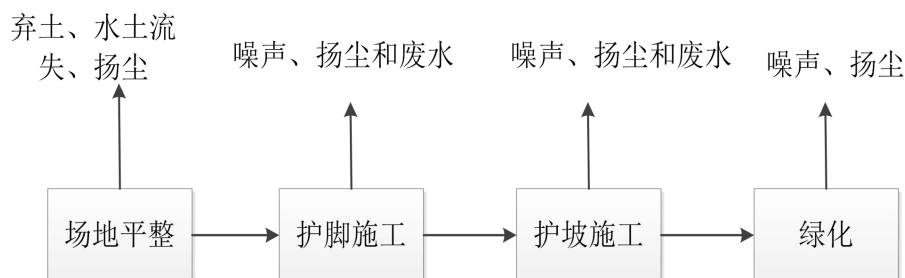 弃土、水土流
失、扬尘
噪声、扬尘和废水
噪声、扬尘和废水
噪声、扬尘
场地平整
护脚施工
护坡施工
绿化